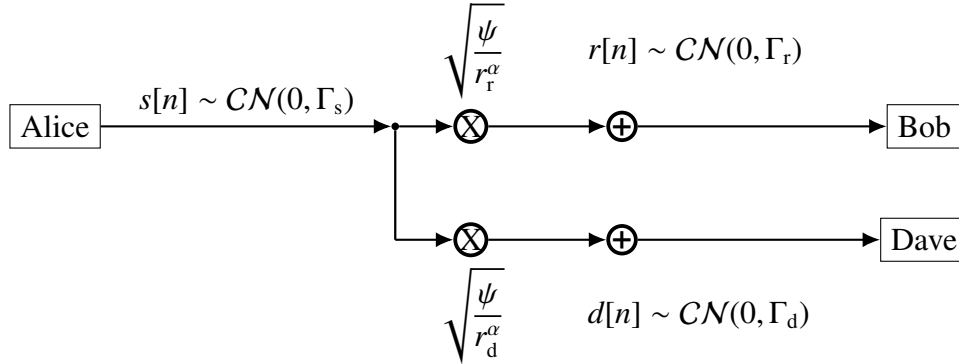 √(ψ/r_r^α)
r[n] ∼ 𝒞𝒩(0, Γ_r)
s[n] ∼ 𝒞𝒩(0, Γ_s)
Alice X + Bob
X + Dave
√(ψ/r_d^α)
d[n] ∼ 𝒞𝒩(0, Γ_d)